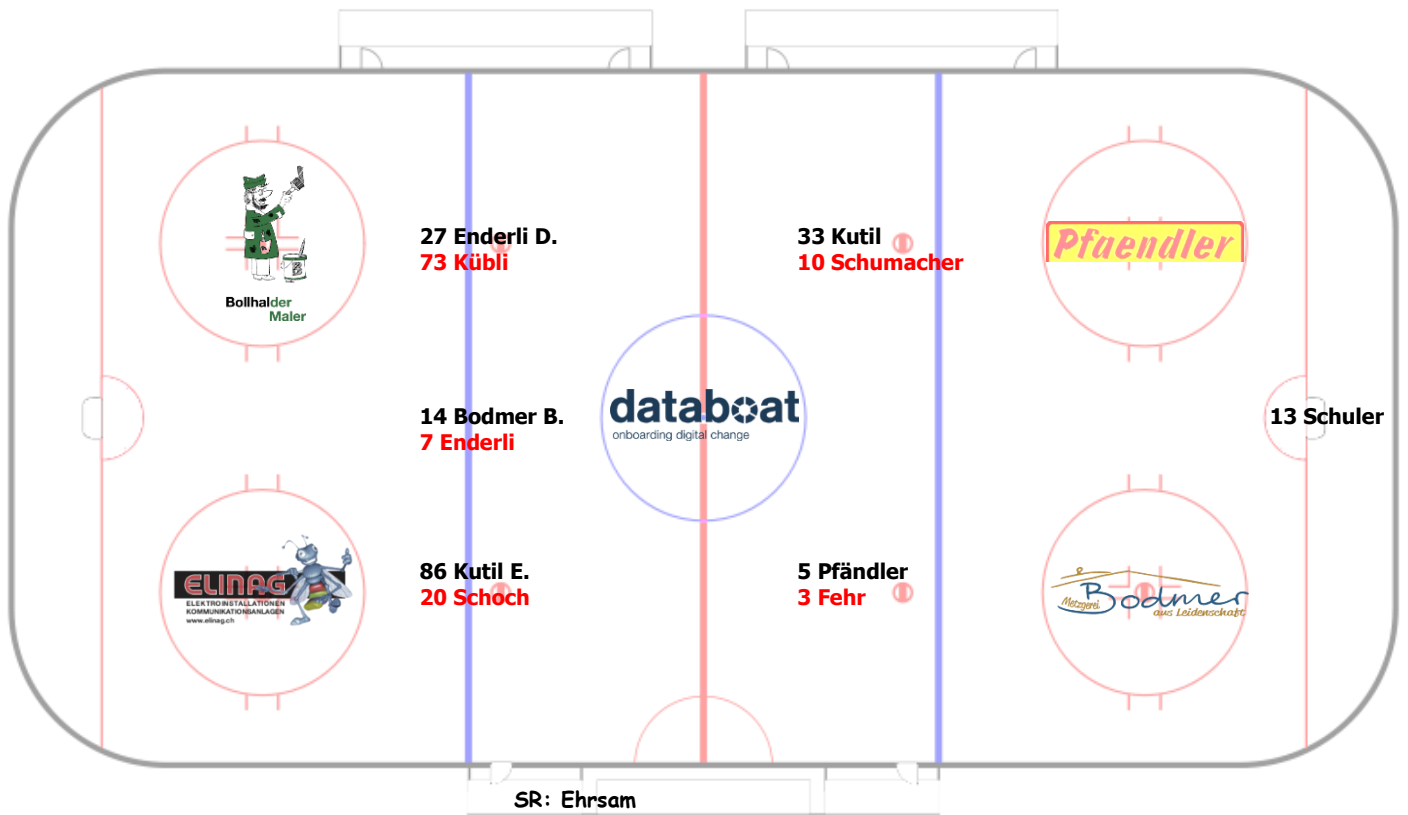 27 Enderli D.
73 Kübli
33 Kutil
10 Schumacher
Pfaendler
Bollhalder
Maler
14 Bodmer B.
7 Enderli
databoat
onboarding digital change
13 Schuler
ELINAG
ELEKTROINSTALLATIONEN
KOMMUNIKATIONSANLAGEN
www.elinag.ch
86 Kutil E.
20 Schoch
5 Pfändler
3 Fehr
Metzgerei
Bodmer
aus Leidenschaft
SR: Ehrsam